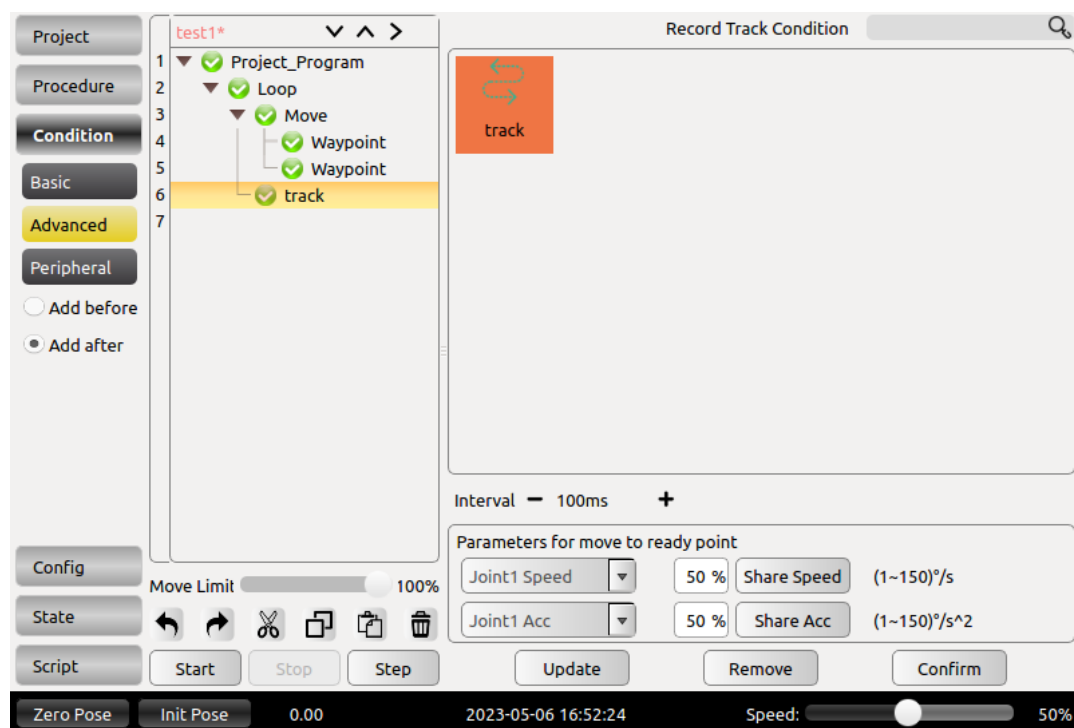 Project
Procedure
Condition
Basic
Advanced
Peripheral
Add before
Add after
Config
State
Script
test1*
1 Project_Program
2 Loop
3 Move
4 Waypoint
5 Waypoint
6 track
7
Move Limit 100%
Start Stop Step
Record Track Condition
track
Interval 100ms
Parameters for move to ready point
Joint1 Speed 50 % Share Speed (1~150)°/s
Joint1 Acc 50 % Share Acc (1~150)°/s^2
Update Remove Confirm
Zero Pose Init Pose 0.00 2023-05-06 16:52:24 Speed: 50%